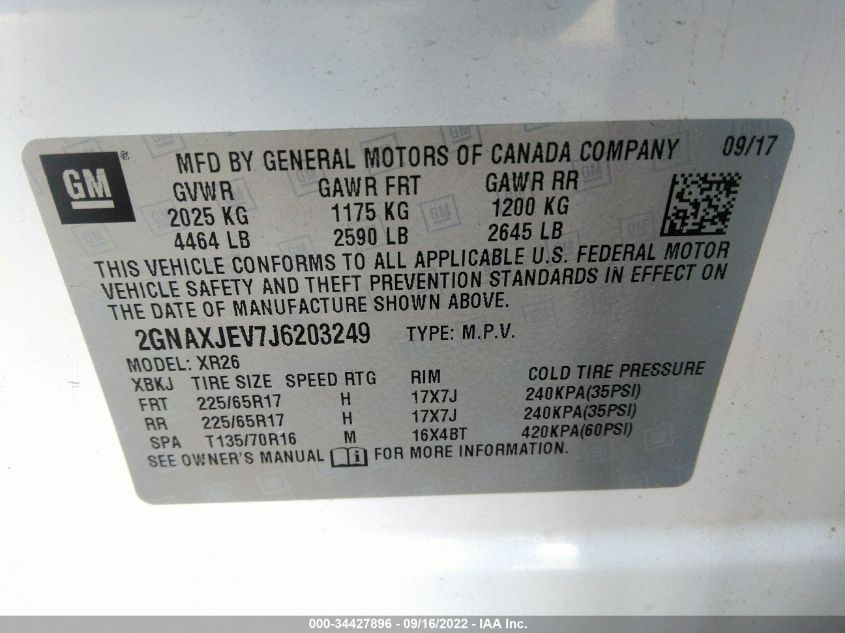 GM ® MFD BY GENERAL MOTORS OF CANADA COMPANY 09/17
GVWR GAWR FRT GAWR RR
2025 KG 1175 KG 1200 KG
4464 LB 2590 LB 2645 LB
THIS VEHICLE CONFORMS TO ALL APPLICABLE U.S. FEDERAL MOTOR
VEHICLE SAFETY AND THEFT PREVENTION STANDARDS IN EFFECT ON
THE DATE OF MANUFACTURE SHOWN ABOVE.
2GNAXJEV7J6203249 TYPE: M.P.V.
MODEL: XR26
XBKJ TIRE SIZE SPEED RTG RIM COLD TIRE PRESSURE
FRT 225/65R17 H 17X7J 240KPA(35PSI)
RR 225/65R17 H 17X7J 240KPA(35PSI)
SPA T135/70R16 M 16X4BT 420KPA(60PSI)
SEE OWNER'S MANUAL FOR MORE INFORMATION.
000-34427896 - 09/16/2022 - IAA Inc.